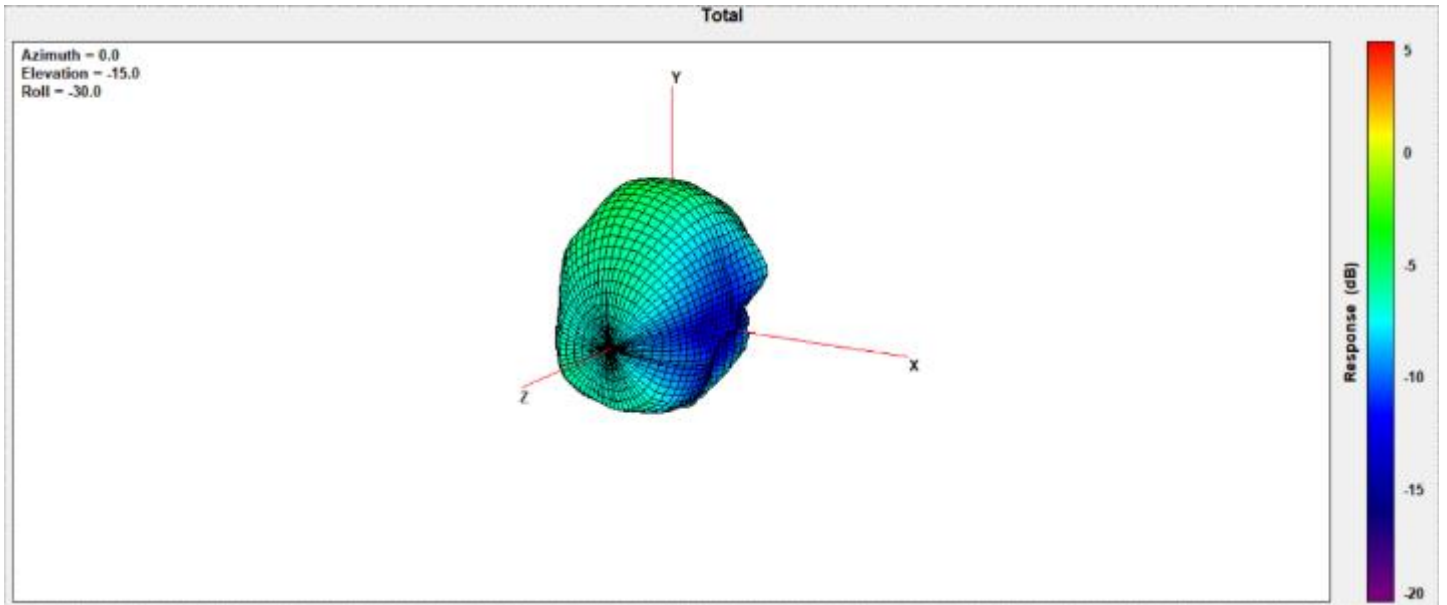 Total
Azimuth = 0.0
Elevation = -15.0
Roll = -30.0
Y
X
Z
5
0
-5
-10
-15
-20
Response (dB)